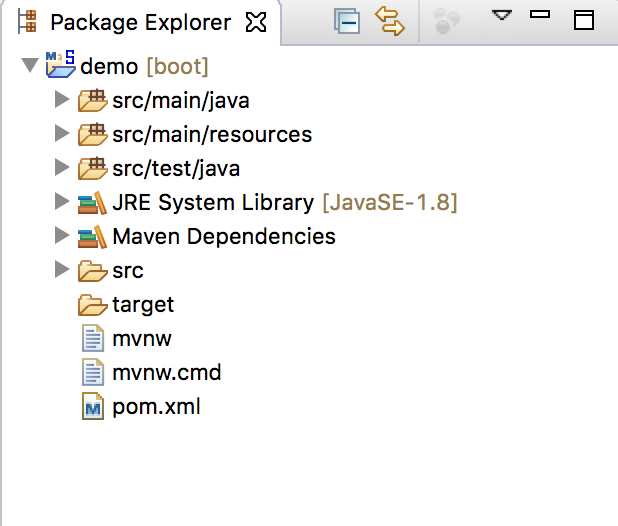 Package Explorer
demo [boot]
src/main/java
src/main/resources
src/test/java
JRE System Library [JavaSE-1.8]
Maven Dependencies
src
target
mvnw
mvnw.cmd
pom.xml